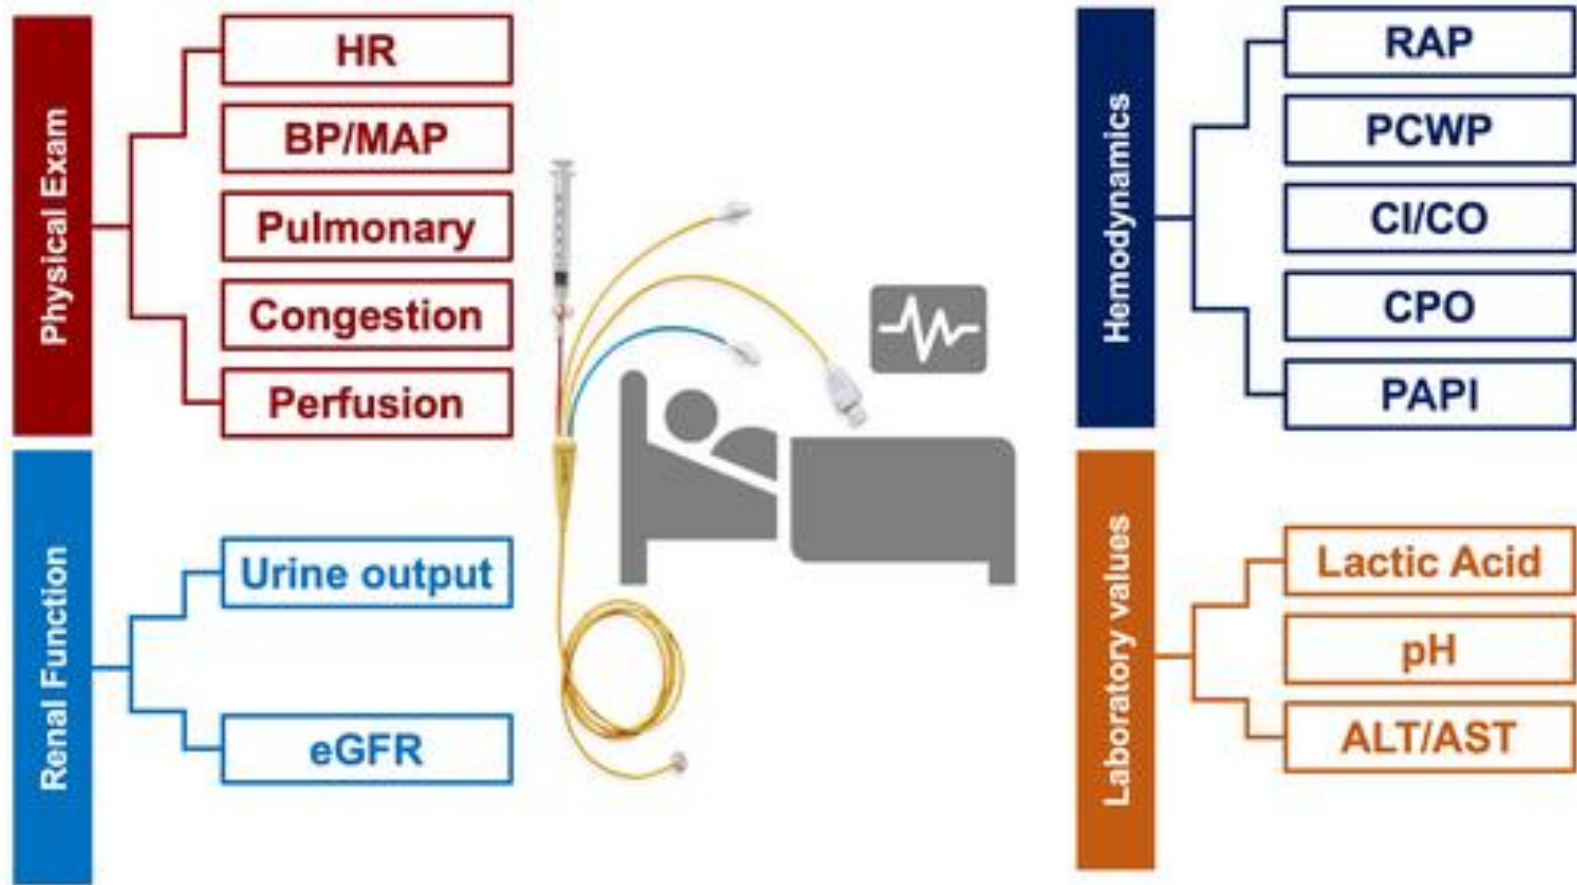 Physical Exam
HR
BP/MAP
Pulmonary
Congestion
Perfusion
Renal Function
Urine output
eGFR
Hemodynamics
RAP
PCWP
CI/CO
CPO
PAPI
Laboratory values
Lactic Acid
pH
ALT/AST